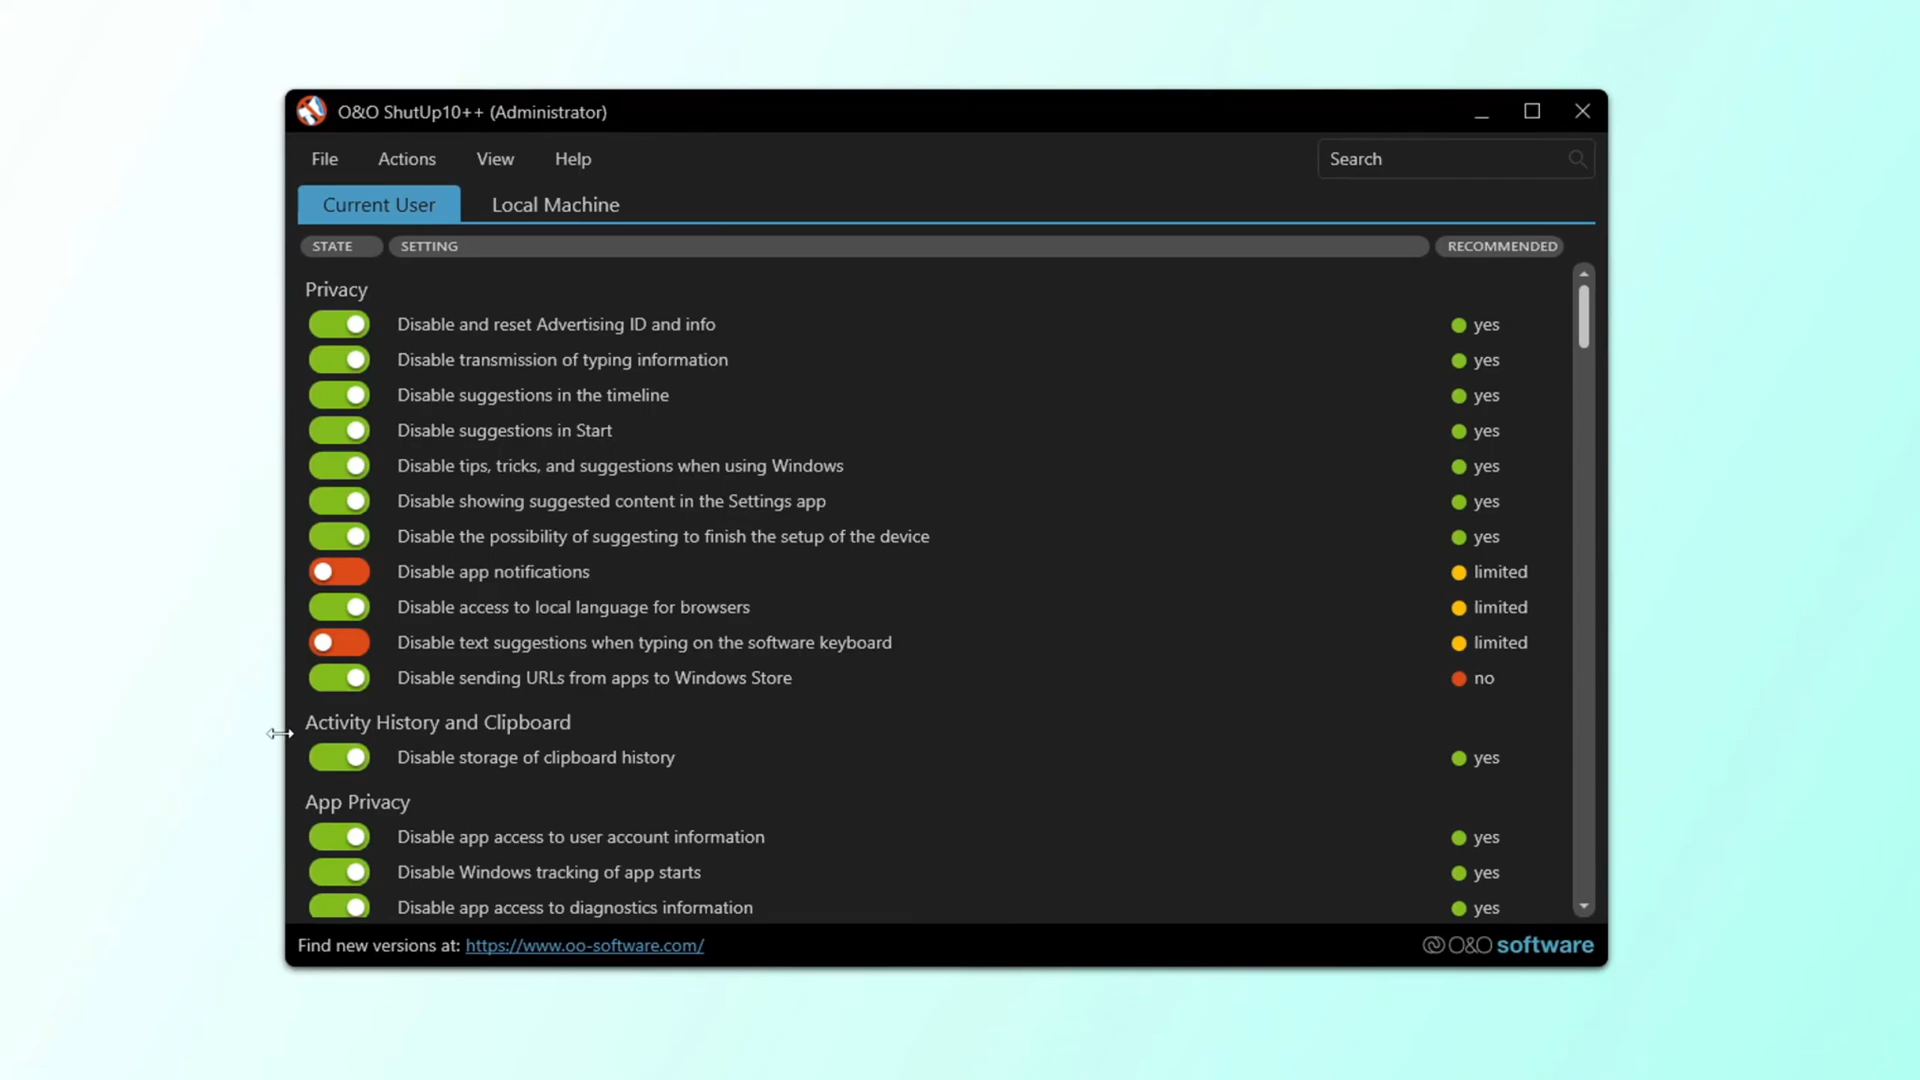 O&O ShutUp10++ (Administrator)
File Actions View Help Search
Current User Local Machine
STATE SETTING RECOMMENDED
Privacy
Disable and reset Advertising ID and info yes
Disable transmission of typing information yes
Disable suggestions in the timeline yes
Disable suggestions in Start yes
Disable tips, tricks, and suggestions when using Windows yes
Disable showing suggested content in the Settings app yes
Disable the possibility of suggesting to finish the setup of the device yes
Disable app notifications limited
Disable access to local language for browsers limited
Disable text suggestions when typing on the software keyboard limited
Disable sending URLs from apps to Windows Store no
Activity History and Clipboard
Disable storage of clipboard history yes
App Privacy
Disable app access to user account information yes
Disable Windows tracking of app starts yes
Disable app access to diagnostics information yes
Find new versions at: https://www.oo-software.com/ O&O software